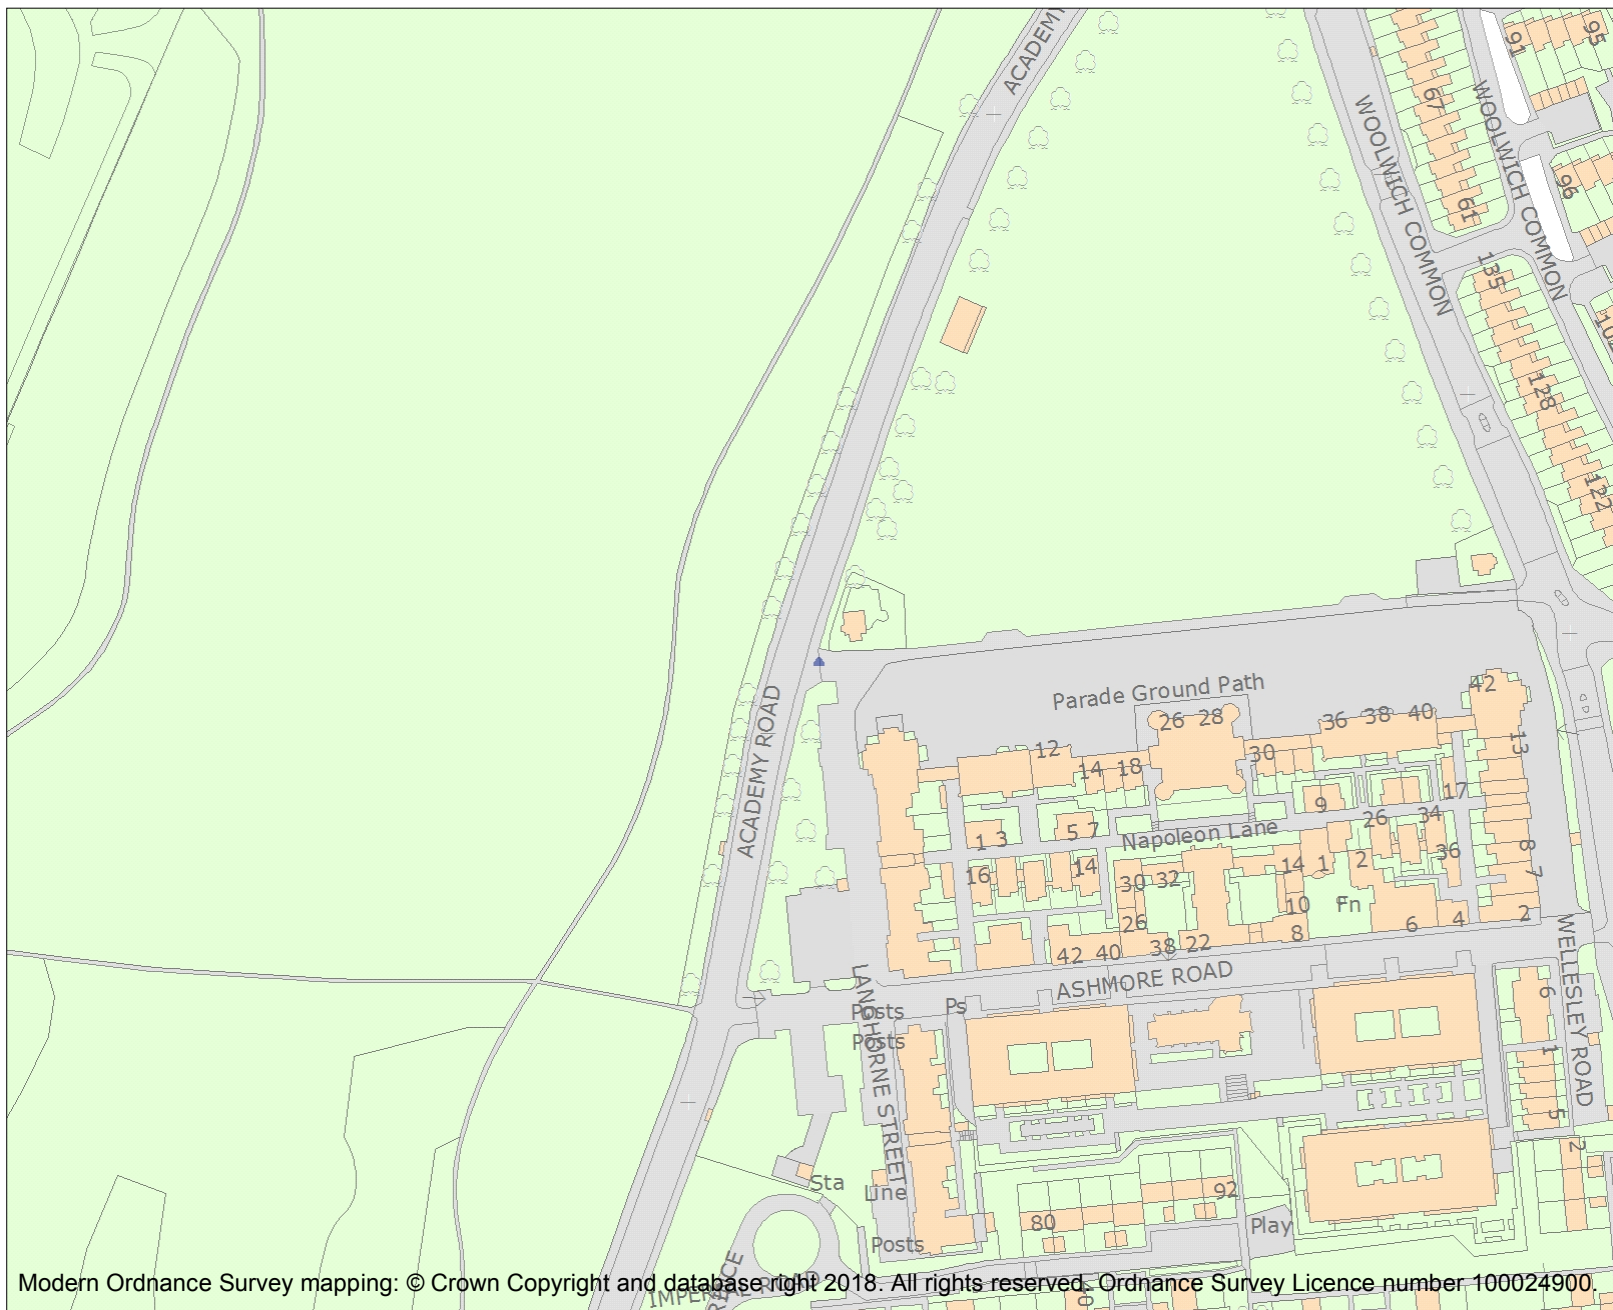 ACADEMY
91
95
67
WOOLWICH COMMON
WOOLWICH COMMON
96
61
135
102
128
122
ACADEMY ROAD
Parade Ground Path
42
26 28
36 38 40
12
30
13
14 18
17
9
34
26
5 7
1 3
Napoleon Lane
36
8
7
14 1 2
16
14
30 32
10
Fn
26
6 4 2
8
42 40 38 22
ASHMORE ROAD
WELLESLEY ROAD
LANGHORNE STREET
Posts
Ps
6
Posts
1
5
2
Sta
Line
92
80
Play
Posts
IMPERIAL ROAD
40
Modern Ordnance Survey mapping: © Crown Copyright and database right 2018. All rights reserved. Ordnance Survey Licence number 100024900.